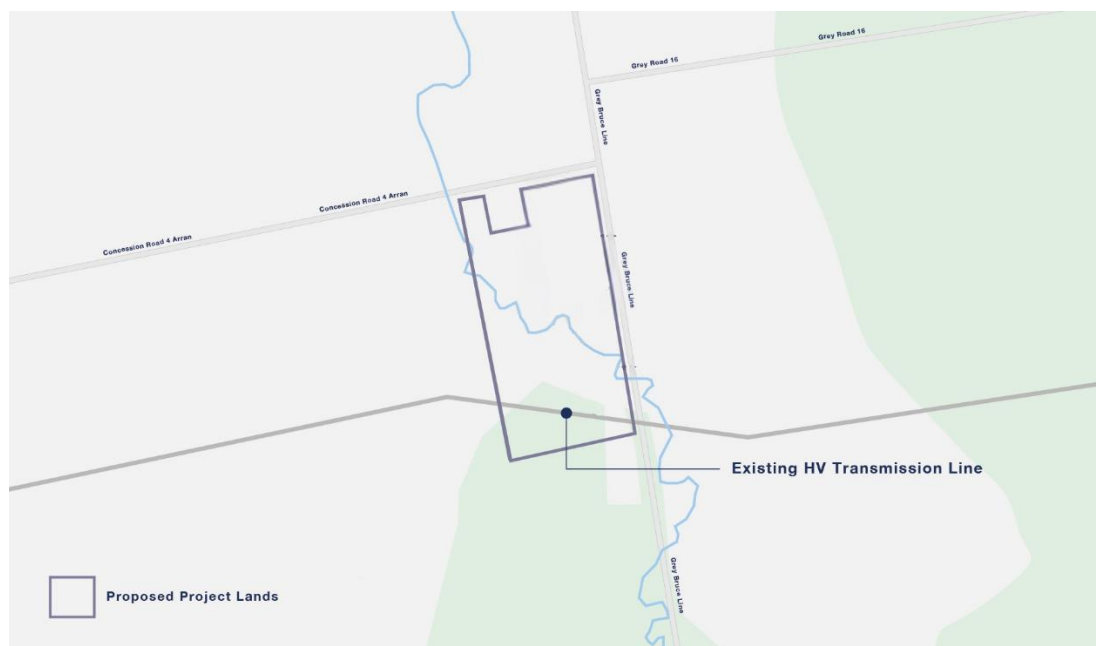 Grey Road 16
Grey Road 16
Grey Bruce Line
Concession Road 4 Arran
Concession Road 4 Arran
Grey Bruce Line
Existing HV Transmission Line
Grey Bruce Line
Proposed Project Lands